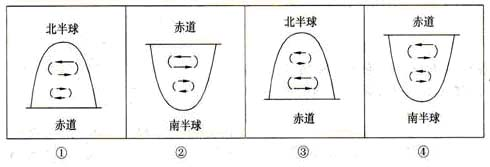 北半球 赤道 北半球 赤道
赤道 南半球 赤道 南半球
① ② ③ ④